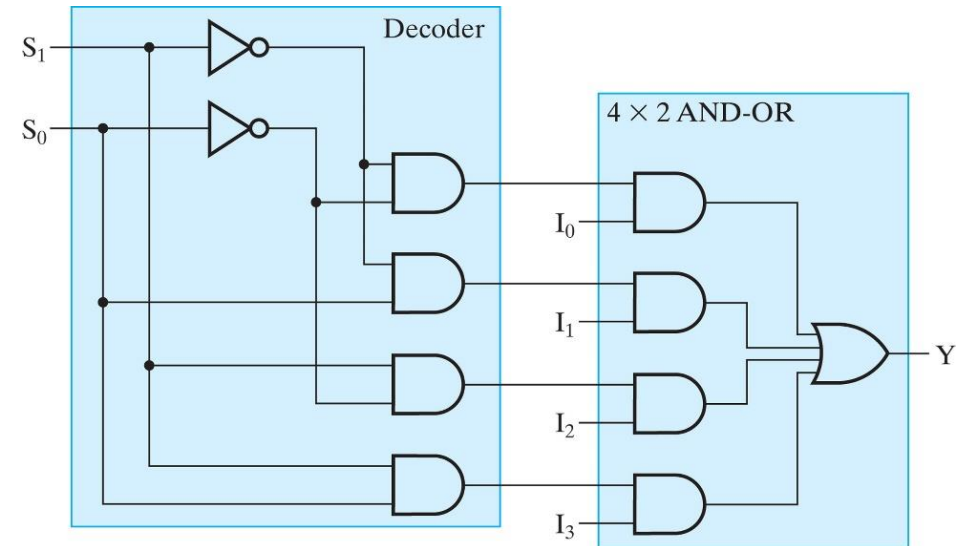 Decoder
S₁
S₀
4 × 2 AND-OR
I₀
I₁
Y
I₂
I₃